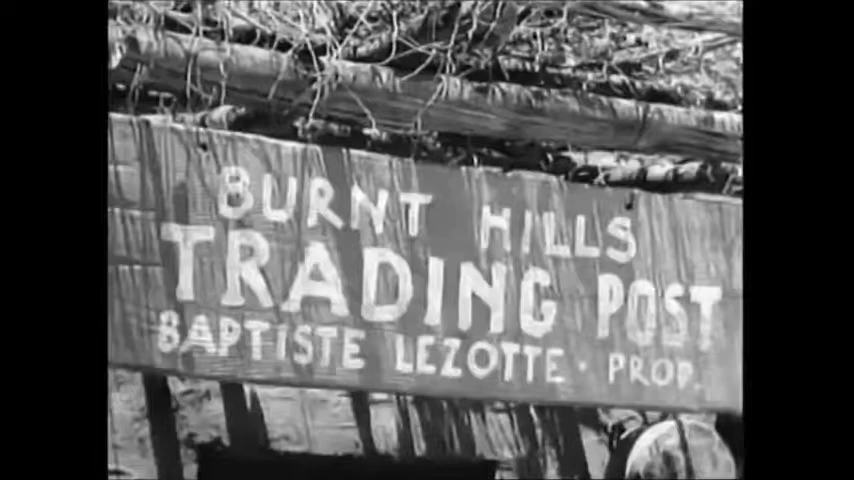 BURNT HILLS
TRADING POST
BAPTISTE LEZOTTE · PROP.